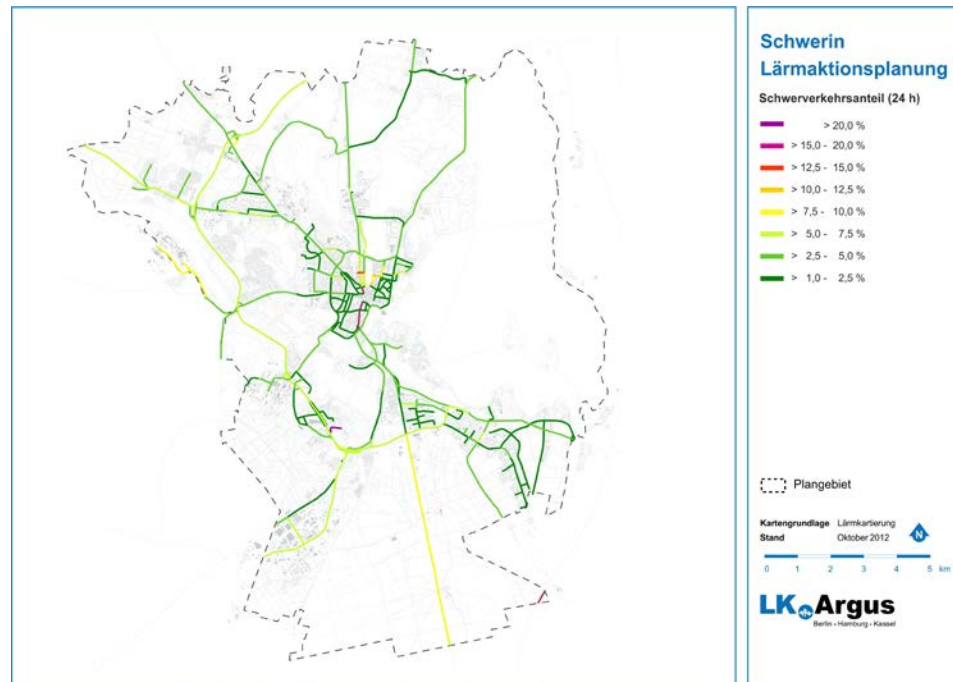 Schwerin
Lärmaktionsplanung
Schwerverkehrsanteil (24 h)
> 20,0 %
> 15,0 - 20,0 %
> 12,5 - 15,0 %
> 10,0 - 12,5 %
> 7,5 - 10,0 %
> 5,0 - 7,5 %
> 2,5 - 5,0 %
> 1,0 - 2,5 %
Plangebiet
Kartengrundlage Lärmkartierung
Stand Oktober 2012
N
0 1 2 3 4 5 km
LK Argus
Berlin • Hamburg • Kassel